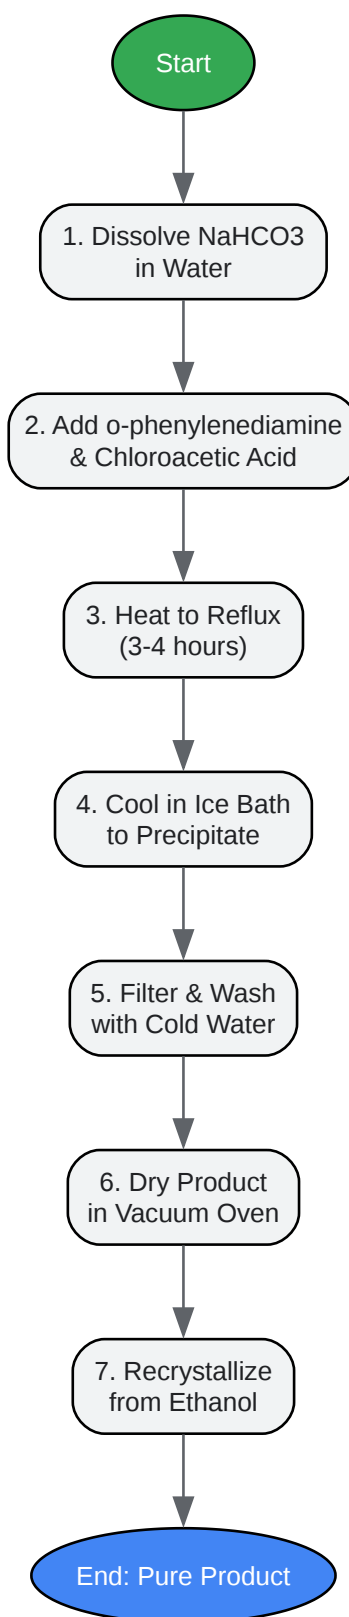 Start
1. Dissolve NaHCO3
in Water
2. Add o-phenylenediamine
& Chloroacetic Acid
3. Heat to Reflux
(3-4 hours)
4. Cool in Ice Bath
to Precipitate
5. Filter & Wash
with Cold Water
6. Dry Product
in Vacuum Oven
7. Recrystallize
from Ethanol
End: Pure Product